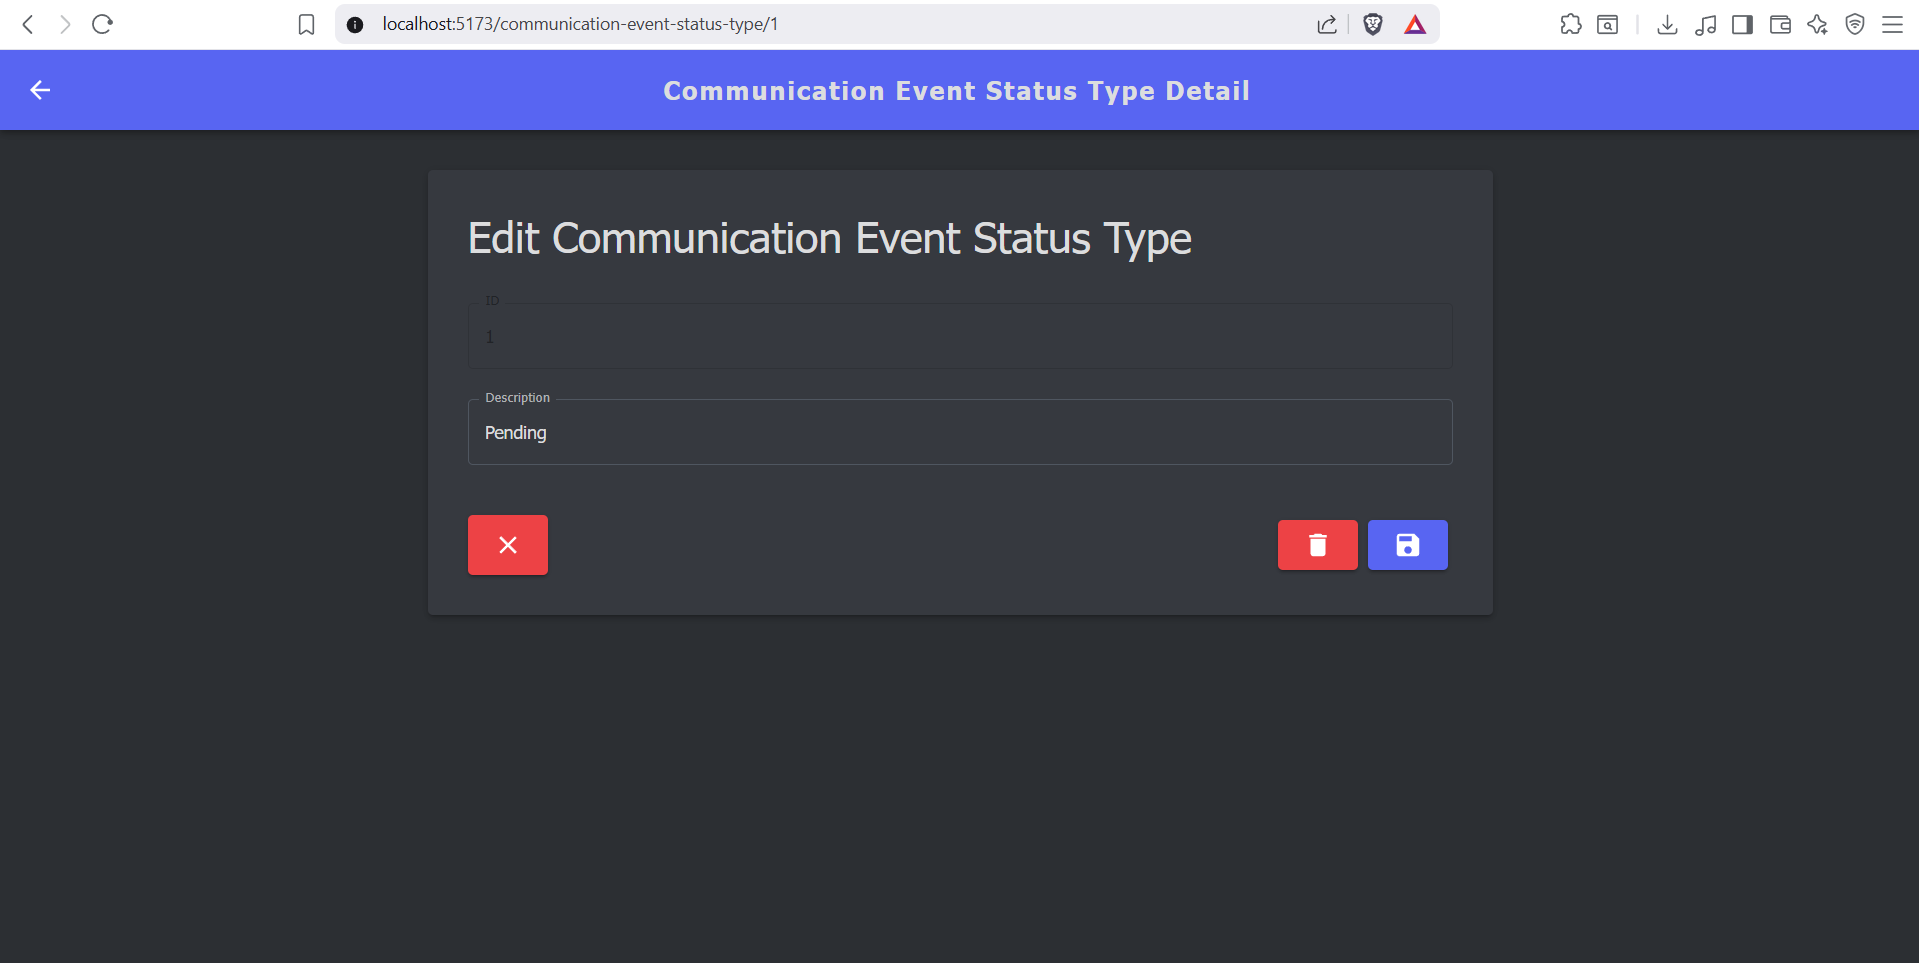 localhost:5173/communication-event-status-type/1
Communication Event Status Type Detail
Edit Communication Event Status Type
ID
1
Description
Pending